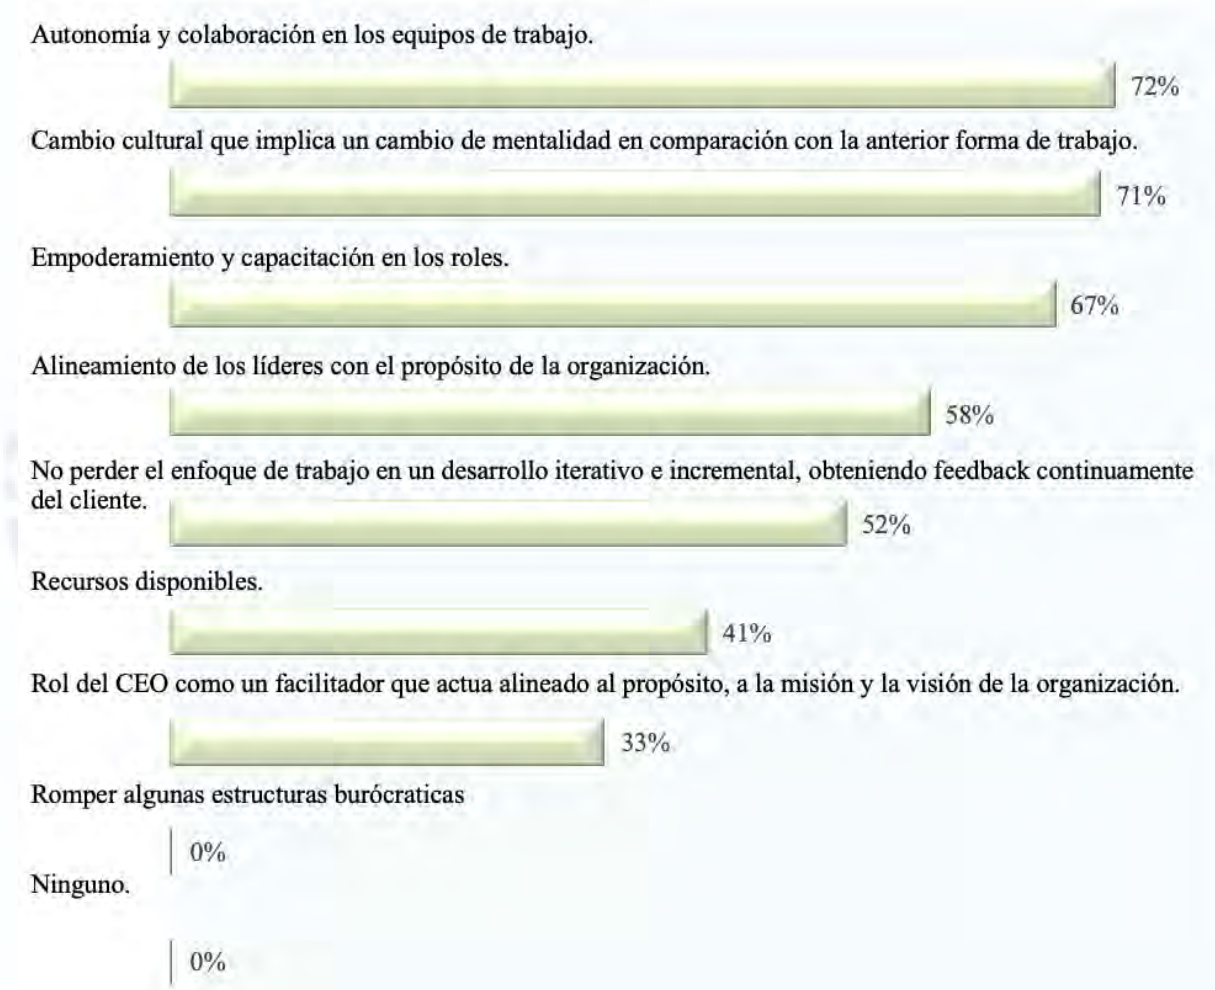 Autonomía y colaboración en los equipos de trabajo.
72%
Cambio cultural que implica un cambio de mentalidad en comparación con la anterior forma de trabajo.
71%
Empoderamiento y capacitación en los roles.
67%
Alineamiento de los líderes con el propósito de la organización.
58%
No perder el enfoque de trabajo en un desarrollo iterativo e incremental, obteniendo feedback continuamente
del cliente.
52%
Recursos disponibles.
41%
Rol del CEO como un facilitador que actua alineado al propósito, a la misión y la visión de la organización.
33%
Romper algunas estructuras burócraticas
0%
Ninguno.
0%